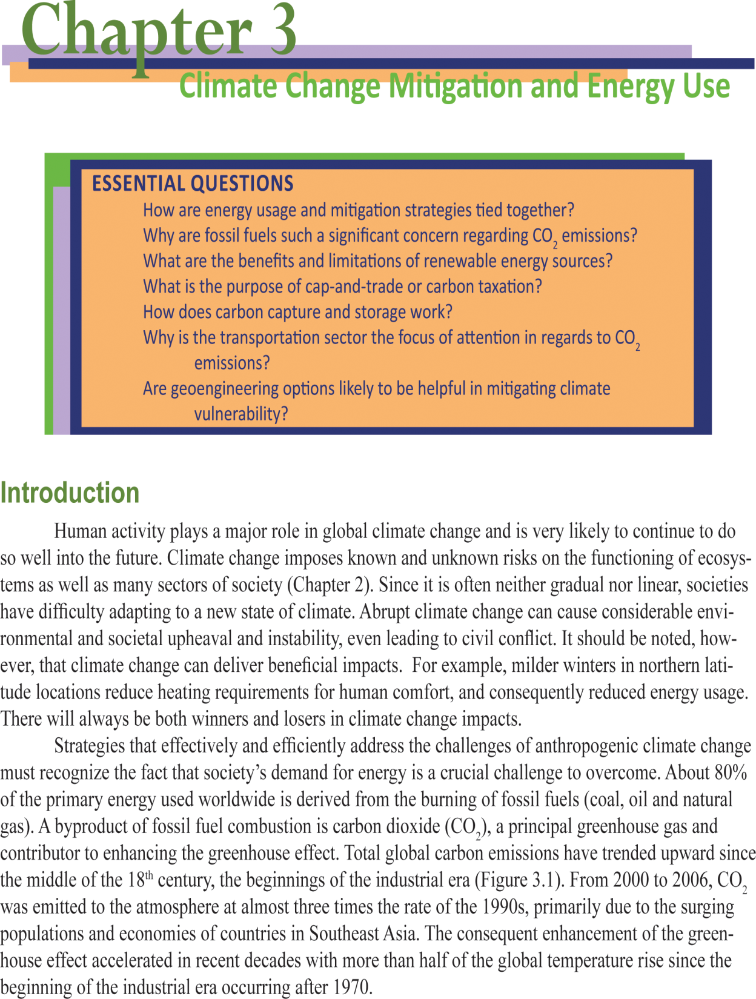 Chapter 3
Climate Change Mitigation and Energy Use
ESSENTIAL QUESTIONS
How are energy usage and mitigation strategies tied together?
Why are fossil fuels such a significant concern regarding CO₂ emissions?
What are the benefits and limitations of renewable energy sources?
What is the purpose of cap-and-trade or carbon taxation?
How does carbon capture and storage work?
Why is the transportation sector the focus of attention in regards to CO₂
emissions?
Are geoengineering options likely to be helpful in mitigating climate
vulnerability?
Introduction
Human activity plays a major role in global climate change and is very likely to continue to do
so well into the future. Climate change imposes known and unknown risks on the functioning of ecosys-
tems as well as many sectors of society (Chapter 2). Since it is often neither gradual nor linear, societies
have difficulty adapting to a new state of climate. Abrupt climate change can cause considerable envi-
ronmental and societal upheaval and instability, even leading to civil conflict. It should be noted, how-
ever, that climate change can deliver beneficial impacts.  For example, milder winters in northern lati-
tude locations reduce heating requirements for human comfort, and consequently reduced energy usage.
There will always be both winners and losers in climate change impacts.
Strategies that effectively and efficiently address the challenges of anthropogenic climate change
must recognize the fact that society’s demand for energy is a crucial challenge to overcome. About 80%
of the primary energy used worldwide is derived from the burning of fossil fuels (coal, oil and natural
gas). A byproduct of fossil fuel combustion is carbon dioxide (CO₂), a principal greenhouse gas and
contributor to enhancing the greenhouse effect. Total global carbon emissions have trended upward since
the middle of the 18th century, the beginnings of the industrial era (Figure 3.1). From 2000 to 2006, CO₂
was emitted to the atmosphere at almost three times the rate of the 1990s, primarily due to the surging
populations and economies of countries in Southeast Asia. The consequent enhancement of the green-
house effect accelerated in recent decades with more than half of the global temperature rise since the
beginning of the industrial era occurring after 1970.